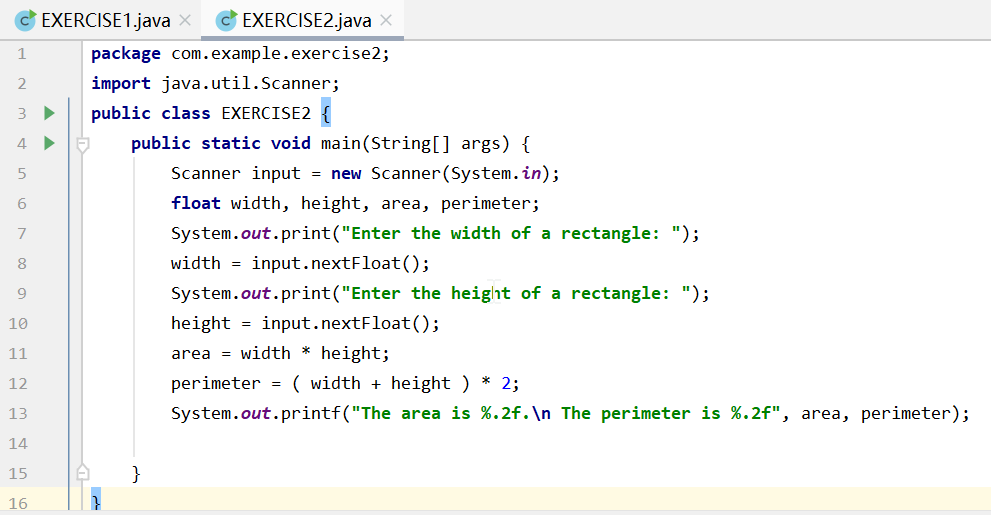 EXERCISE1.java EXERCISE2.java
1 package com.example.exercise2;
2 import java.util.Scanner;
3 public class EXERCISE2 {
4 public static void main(String[] args) {
5 Scanner input = new Scanner(System.in);
6 float width, height, area, perimeter;
7 System.out.print("Enter the width of a rectangle: ");
8 width = input.nextFloat();
9 System.out.print("Enter the height of a rectangle: ");
10 height = input.nextFloat();
11 area = width * height;
12 perimeter = ( width + height ) * 2;
13 System.out.printf("The area is %.2f.\n The perimeter is %.2f", area, perimeter);
14
15 }
16 }